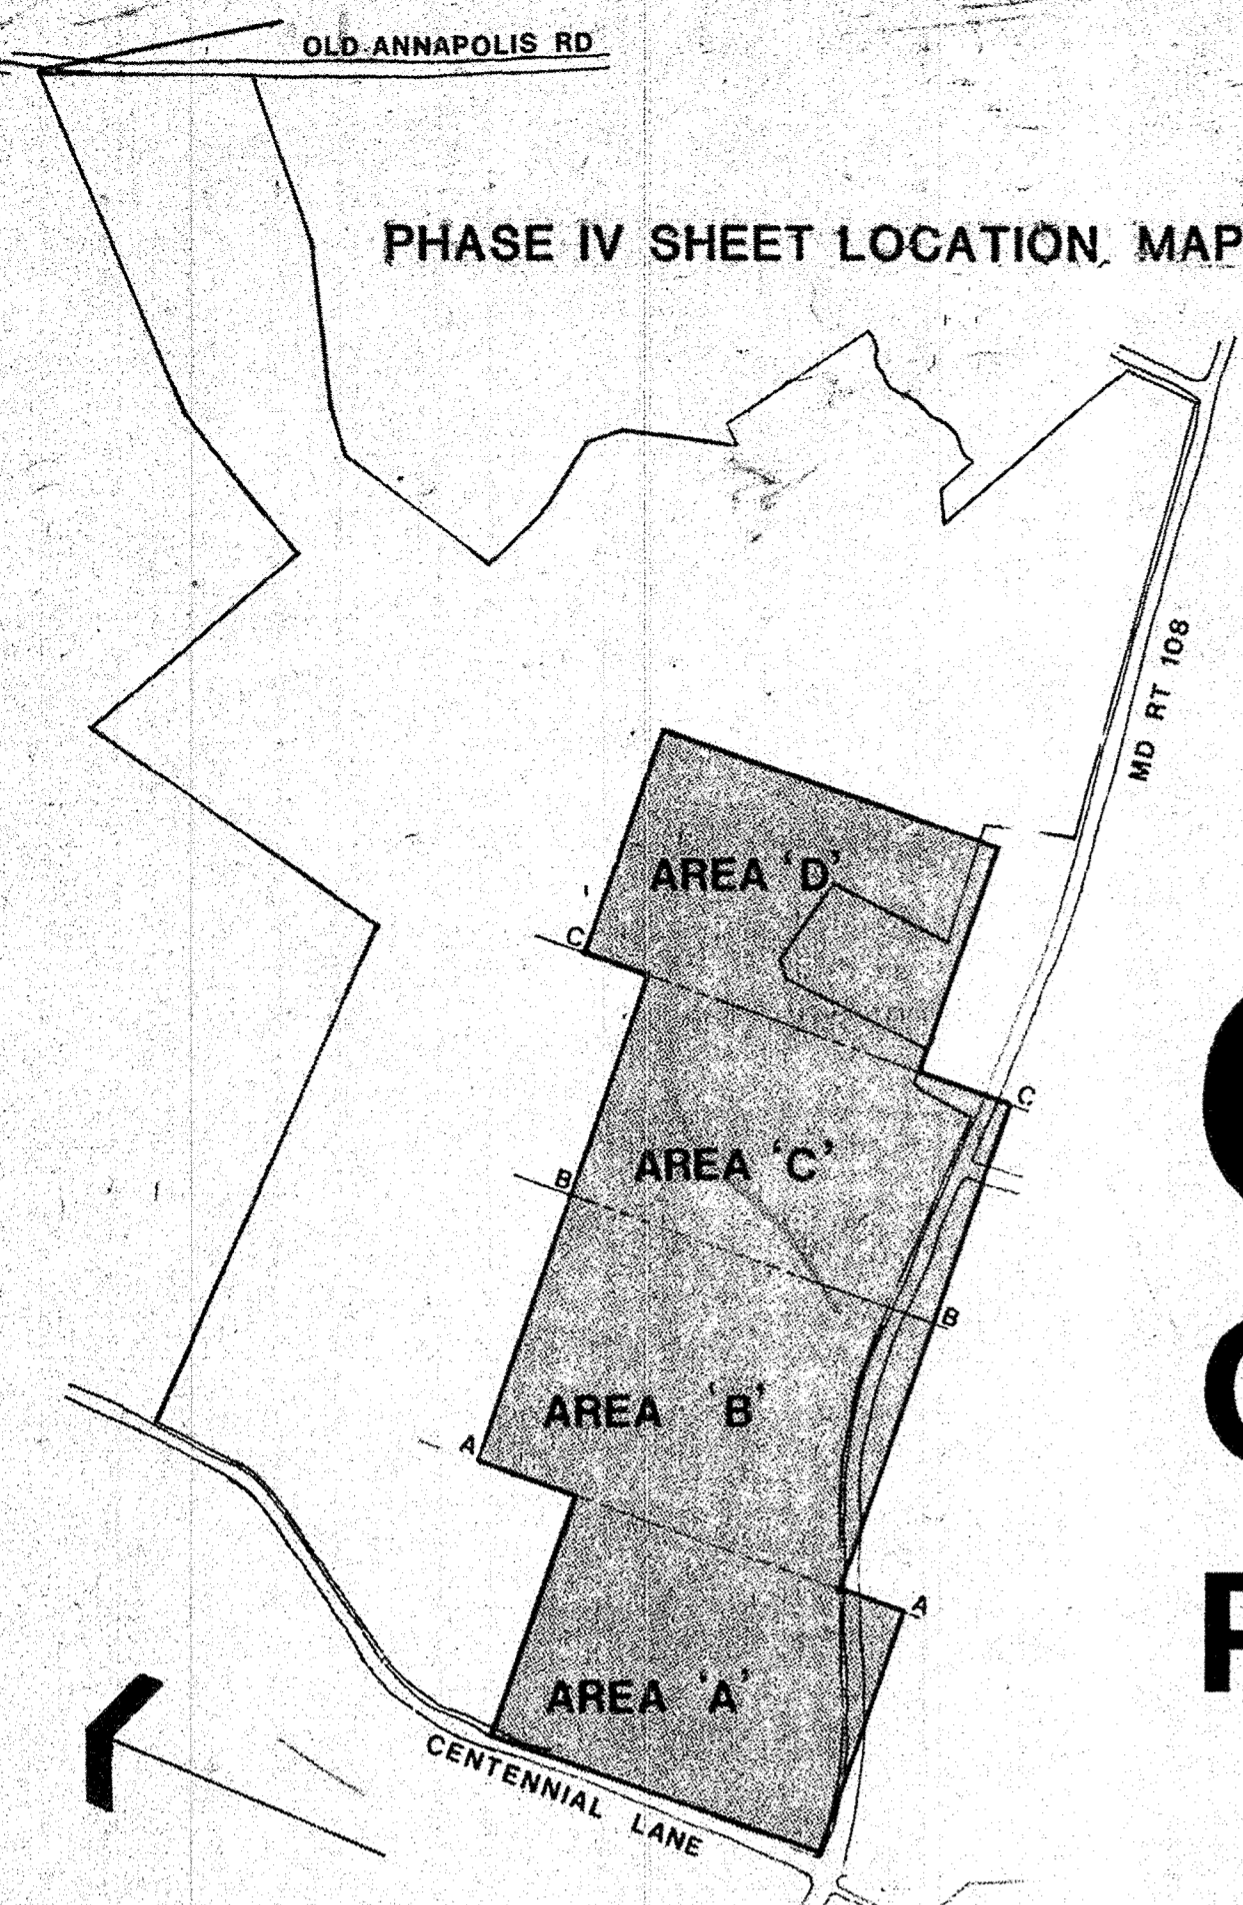 OLD ANNAPOLIS RD
PHASE IV SHEET LOCATION MAP
MD RT 108
AREA 'D'
C
C
AREA 'C'
B
B
AREA 'B'
A
A
AREA 'A'
CENTENNIAL LANE